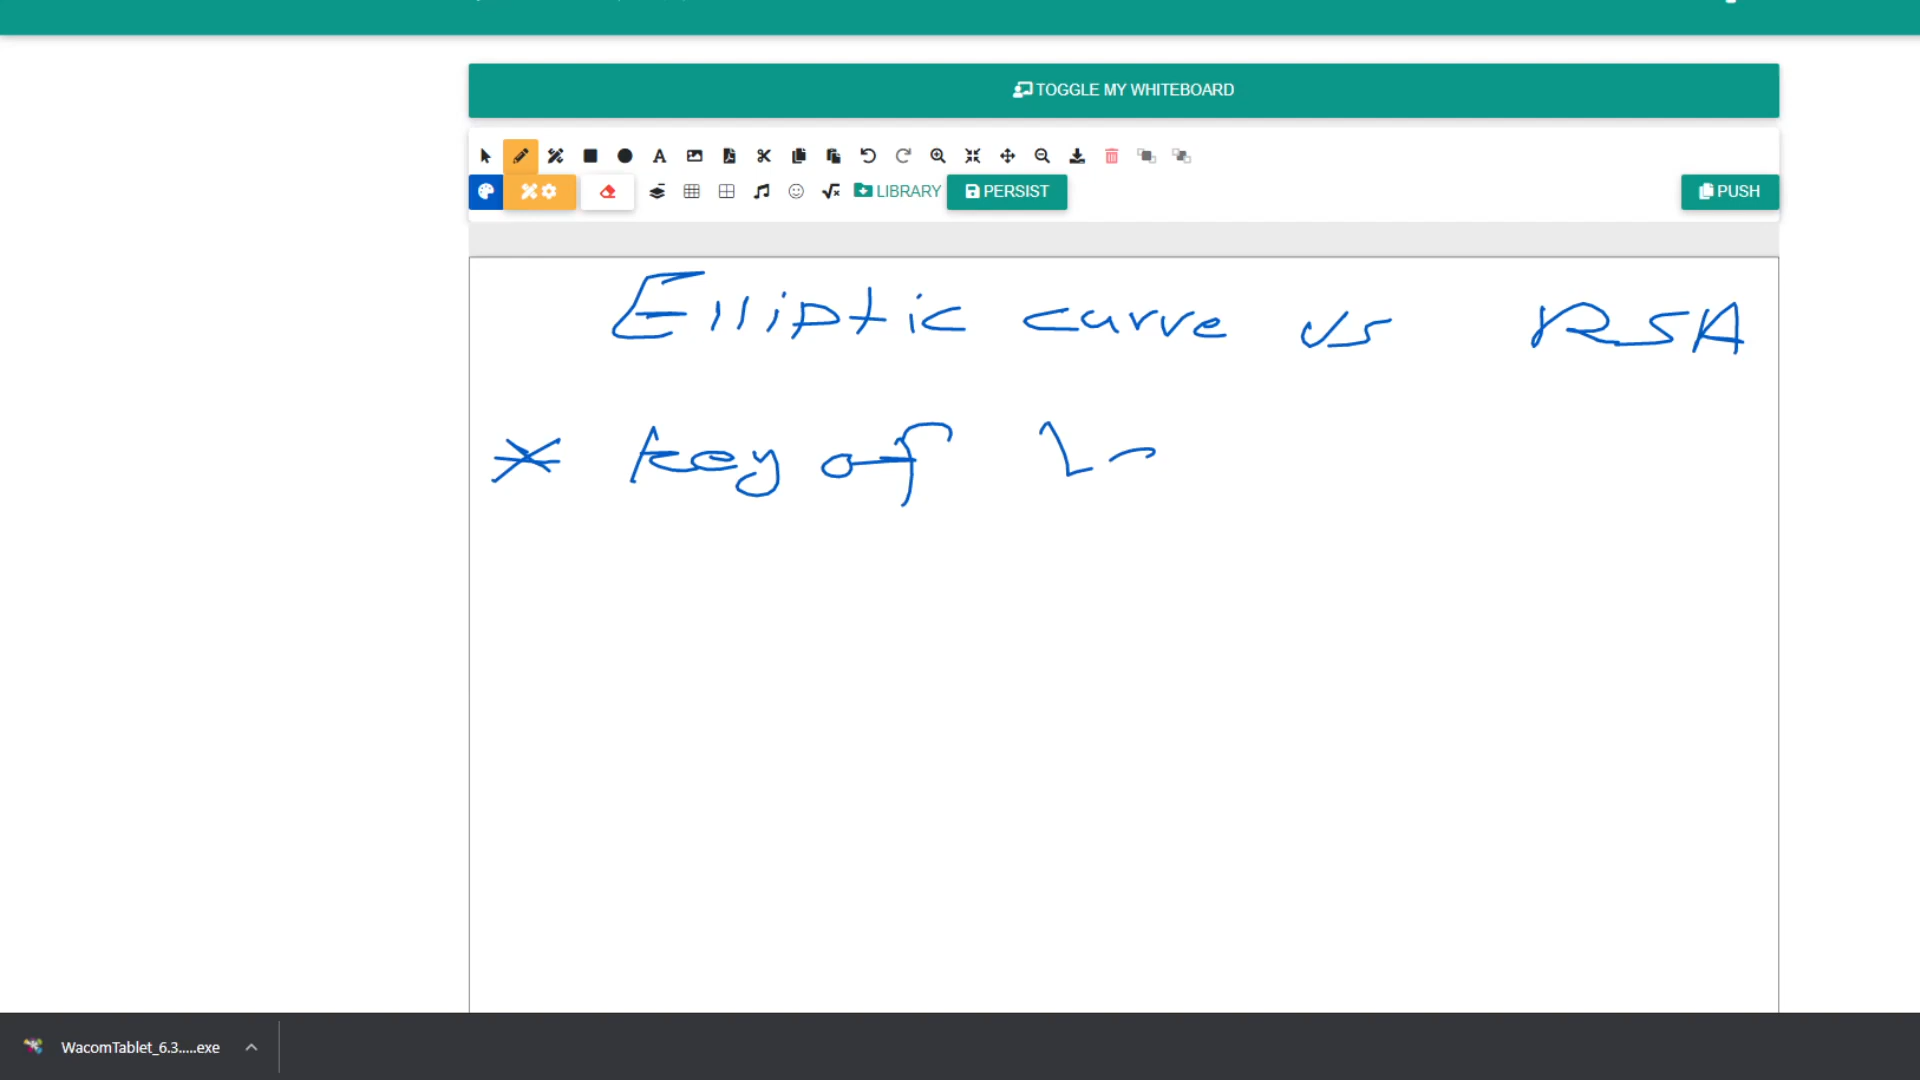 TOGGLE MY WHITEBOARD
LIBRARY PERSIST PUSH
Elliptic curve vs RSA
* key of
WacomTablet_6.3.....exe